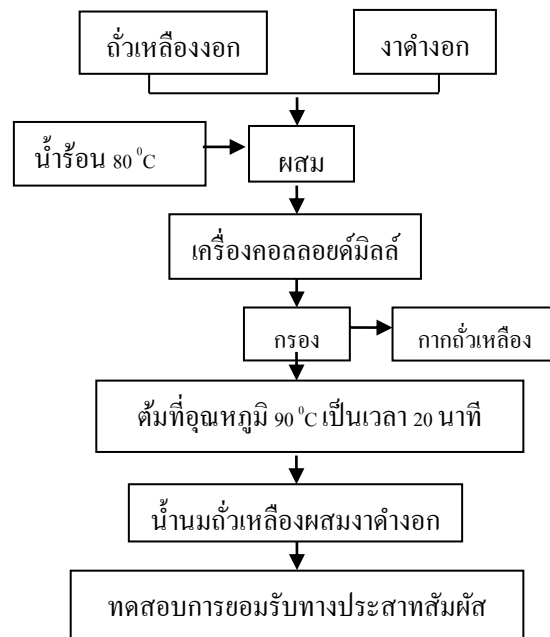 ถั่วเหลืองงอก
งาดำงอก
น้ำร้อน 80 ⁰C
ผสม
เครื่องคอลลอยด์มิลล์
กรอง
กากถั่วเหลือง
ต้มที่อุณหภูมิ 90 ⁰C เป็นเวลา 20 นาที
น้ำนมถั่วเหลืองผสมงาดำงอก
ทดสอบการยอมรับทางประสาทสัมผัส